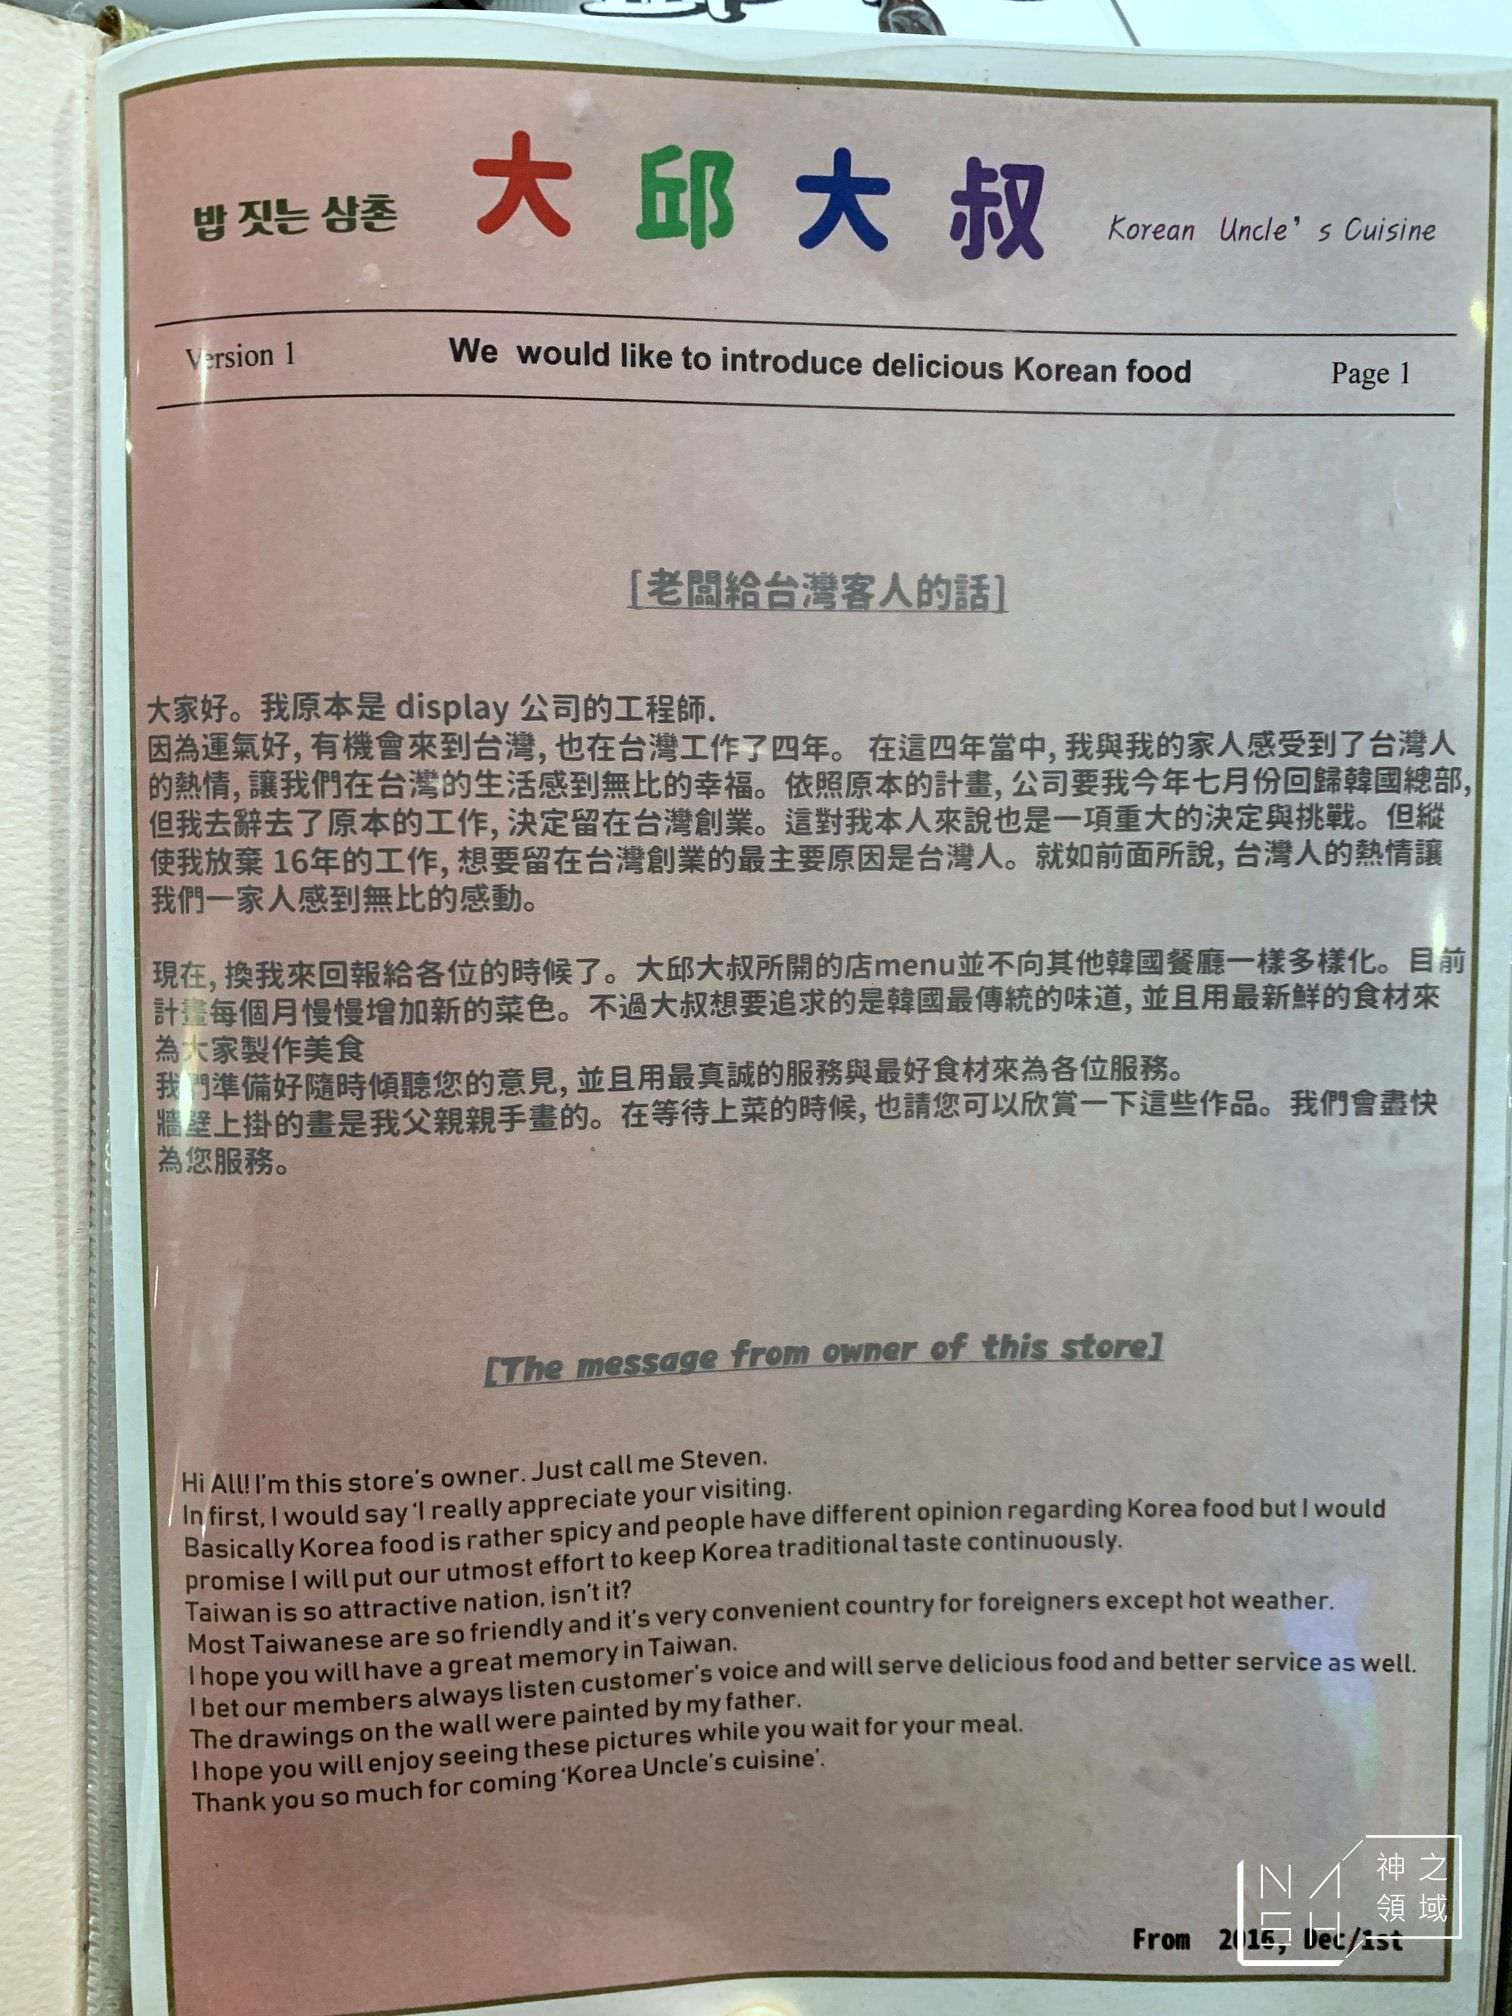 밥 짓는 삼촌 大邱大叔 Korean Uncle's Cuisine
Version 1 We would like to introduce delicious Korean food Page 1
[老闆給台灣客人的話]
大家好。我原本是 display 公司的工程師.
因為運氣好, 有機會來到台灣, 也在台灣工作了四年。 在這四年當中, 我與我的家人感受到了台灣人
的熱情, 讓我們在台灣的生活感到無比的幸福。依照原本的計畫, 公司要我今年七月份回歸韓國總部,
但我去辭去了原本的工作, 決定留在台灣創業。這對我本人來說也是一項重大的決定與挑戰。但縱
使我放棄 16年的工作, 想要留在台灣創業的最主要原因是台灣人。就如前面所說, 台灣人的熱情讓
我們一家人感到無比的感動。
現在, 換我來回報給各位的時候了。大邱大叔所開的店menu並不向其他韓國餐廳一樣多樣化。目前
計畫每個月慢慢增加新的菜色。不過大叔想要追求的是韓國最傳統的味道, 並且用最新鮮的食材來
為大家製作美食
我們準備好隨時傾聽您的意見, 並且用最真誠的服務與最好食材來為各位服務。
牆壁上掛的畫是我父親親手畫的。在等待上菜的時候, 也請您可以欣賞一下這些作品。我們會盡快
為您服務。
[The message from owner of this store]
Hi All! I'm this store's owner. Just call me Steven.
In first, I would say 'I really appreciate your visiting.
Basically Korea food is rather spicy and people have different opinion regarding Korea food but I would
promise I will put our utmost effort to keep Korea traditional taste continuously.
Taiwan is so attractive nation, isn't it?
Most Taiwanese are so friendly and it's very convenient country for foreigners except hot weather.
I hope you will have a great memory in Taiwan.
I bet our members always listen customer's voice and will serve delicious food and better service as well.
The drawings on the wall were painted by my father.
I hope you will enjoy seeing these pictures while you wait for your meal.
Thank you so much for coming 'Korea Uncle's cuisine'.
From 2016, Dec/1st
NASH 神之領域